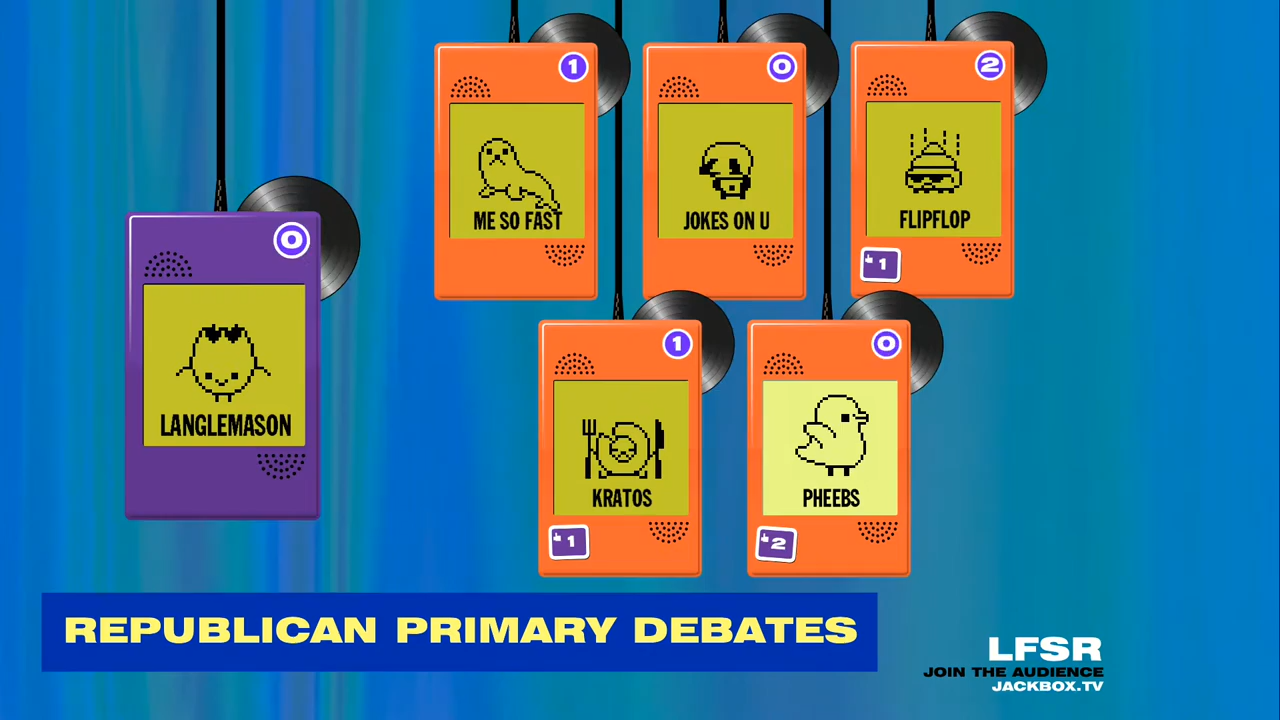 1
0
2
ME SO FAST
JOKES ON U
FLIPFLOP
1
0
LANGLEMASON
1
0
KRATOS
PHEEBS
1
2
REPUBLICAN PRIMARY DEBATES
LFSR
JOIN THE AUDIENCE
JACKBOX.TV